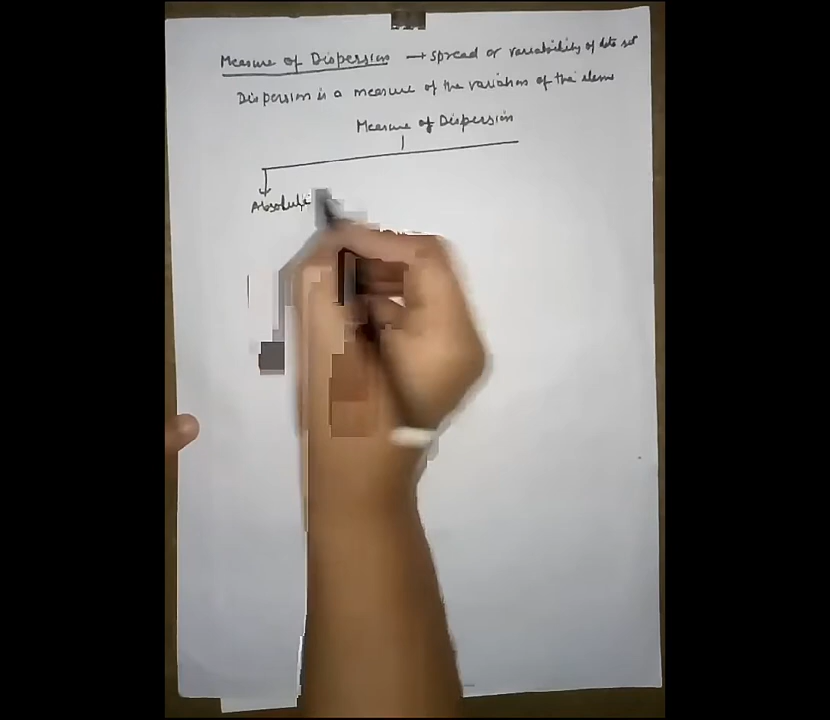 Measure of Dispersion → spread or variability of data set
Dispersion is a measure of the variation of the items
Measure of Dispersion
Absolute